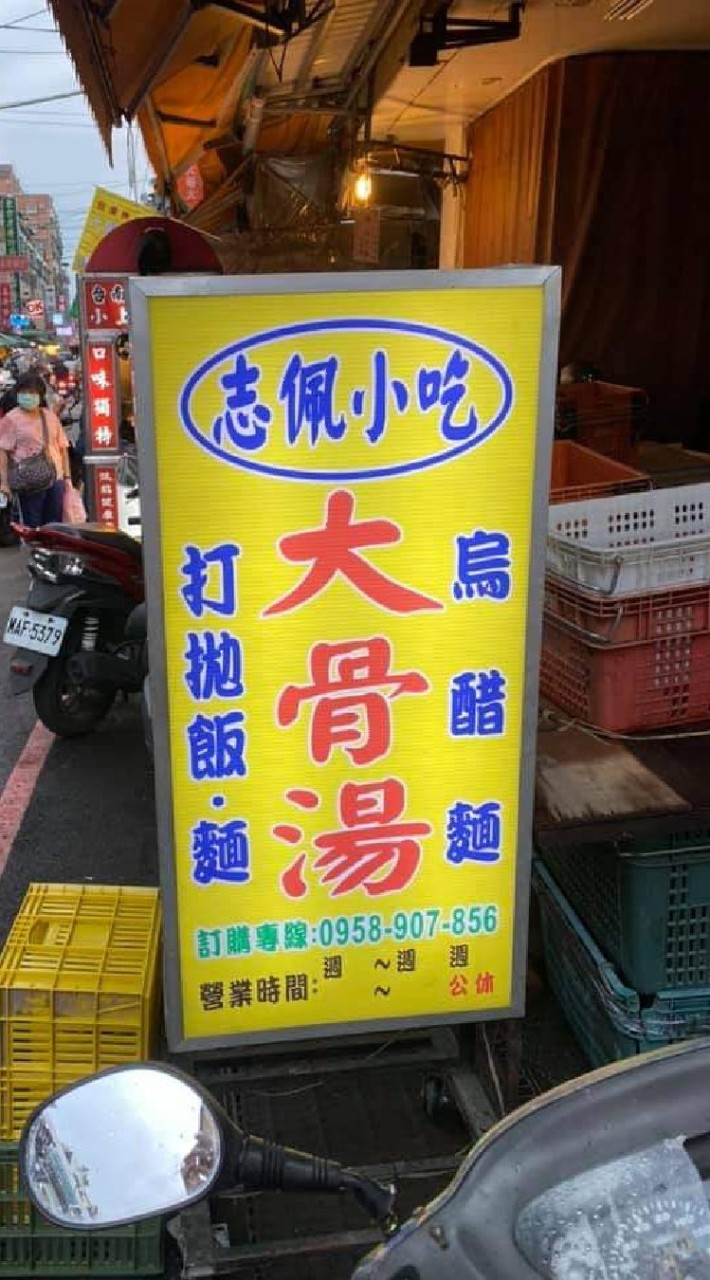 志佩小吃
烏醋麵
大骨湯
打拋飯·麵
訂購專線:0958-907-856
營業時間:週 ~週 週
~ 公休
口味獨特
MAF-5379
OK